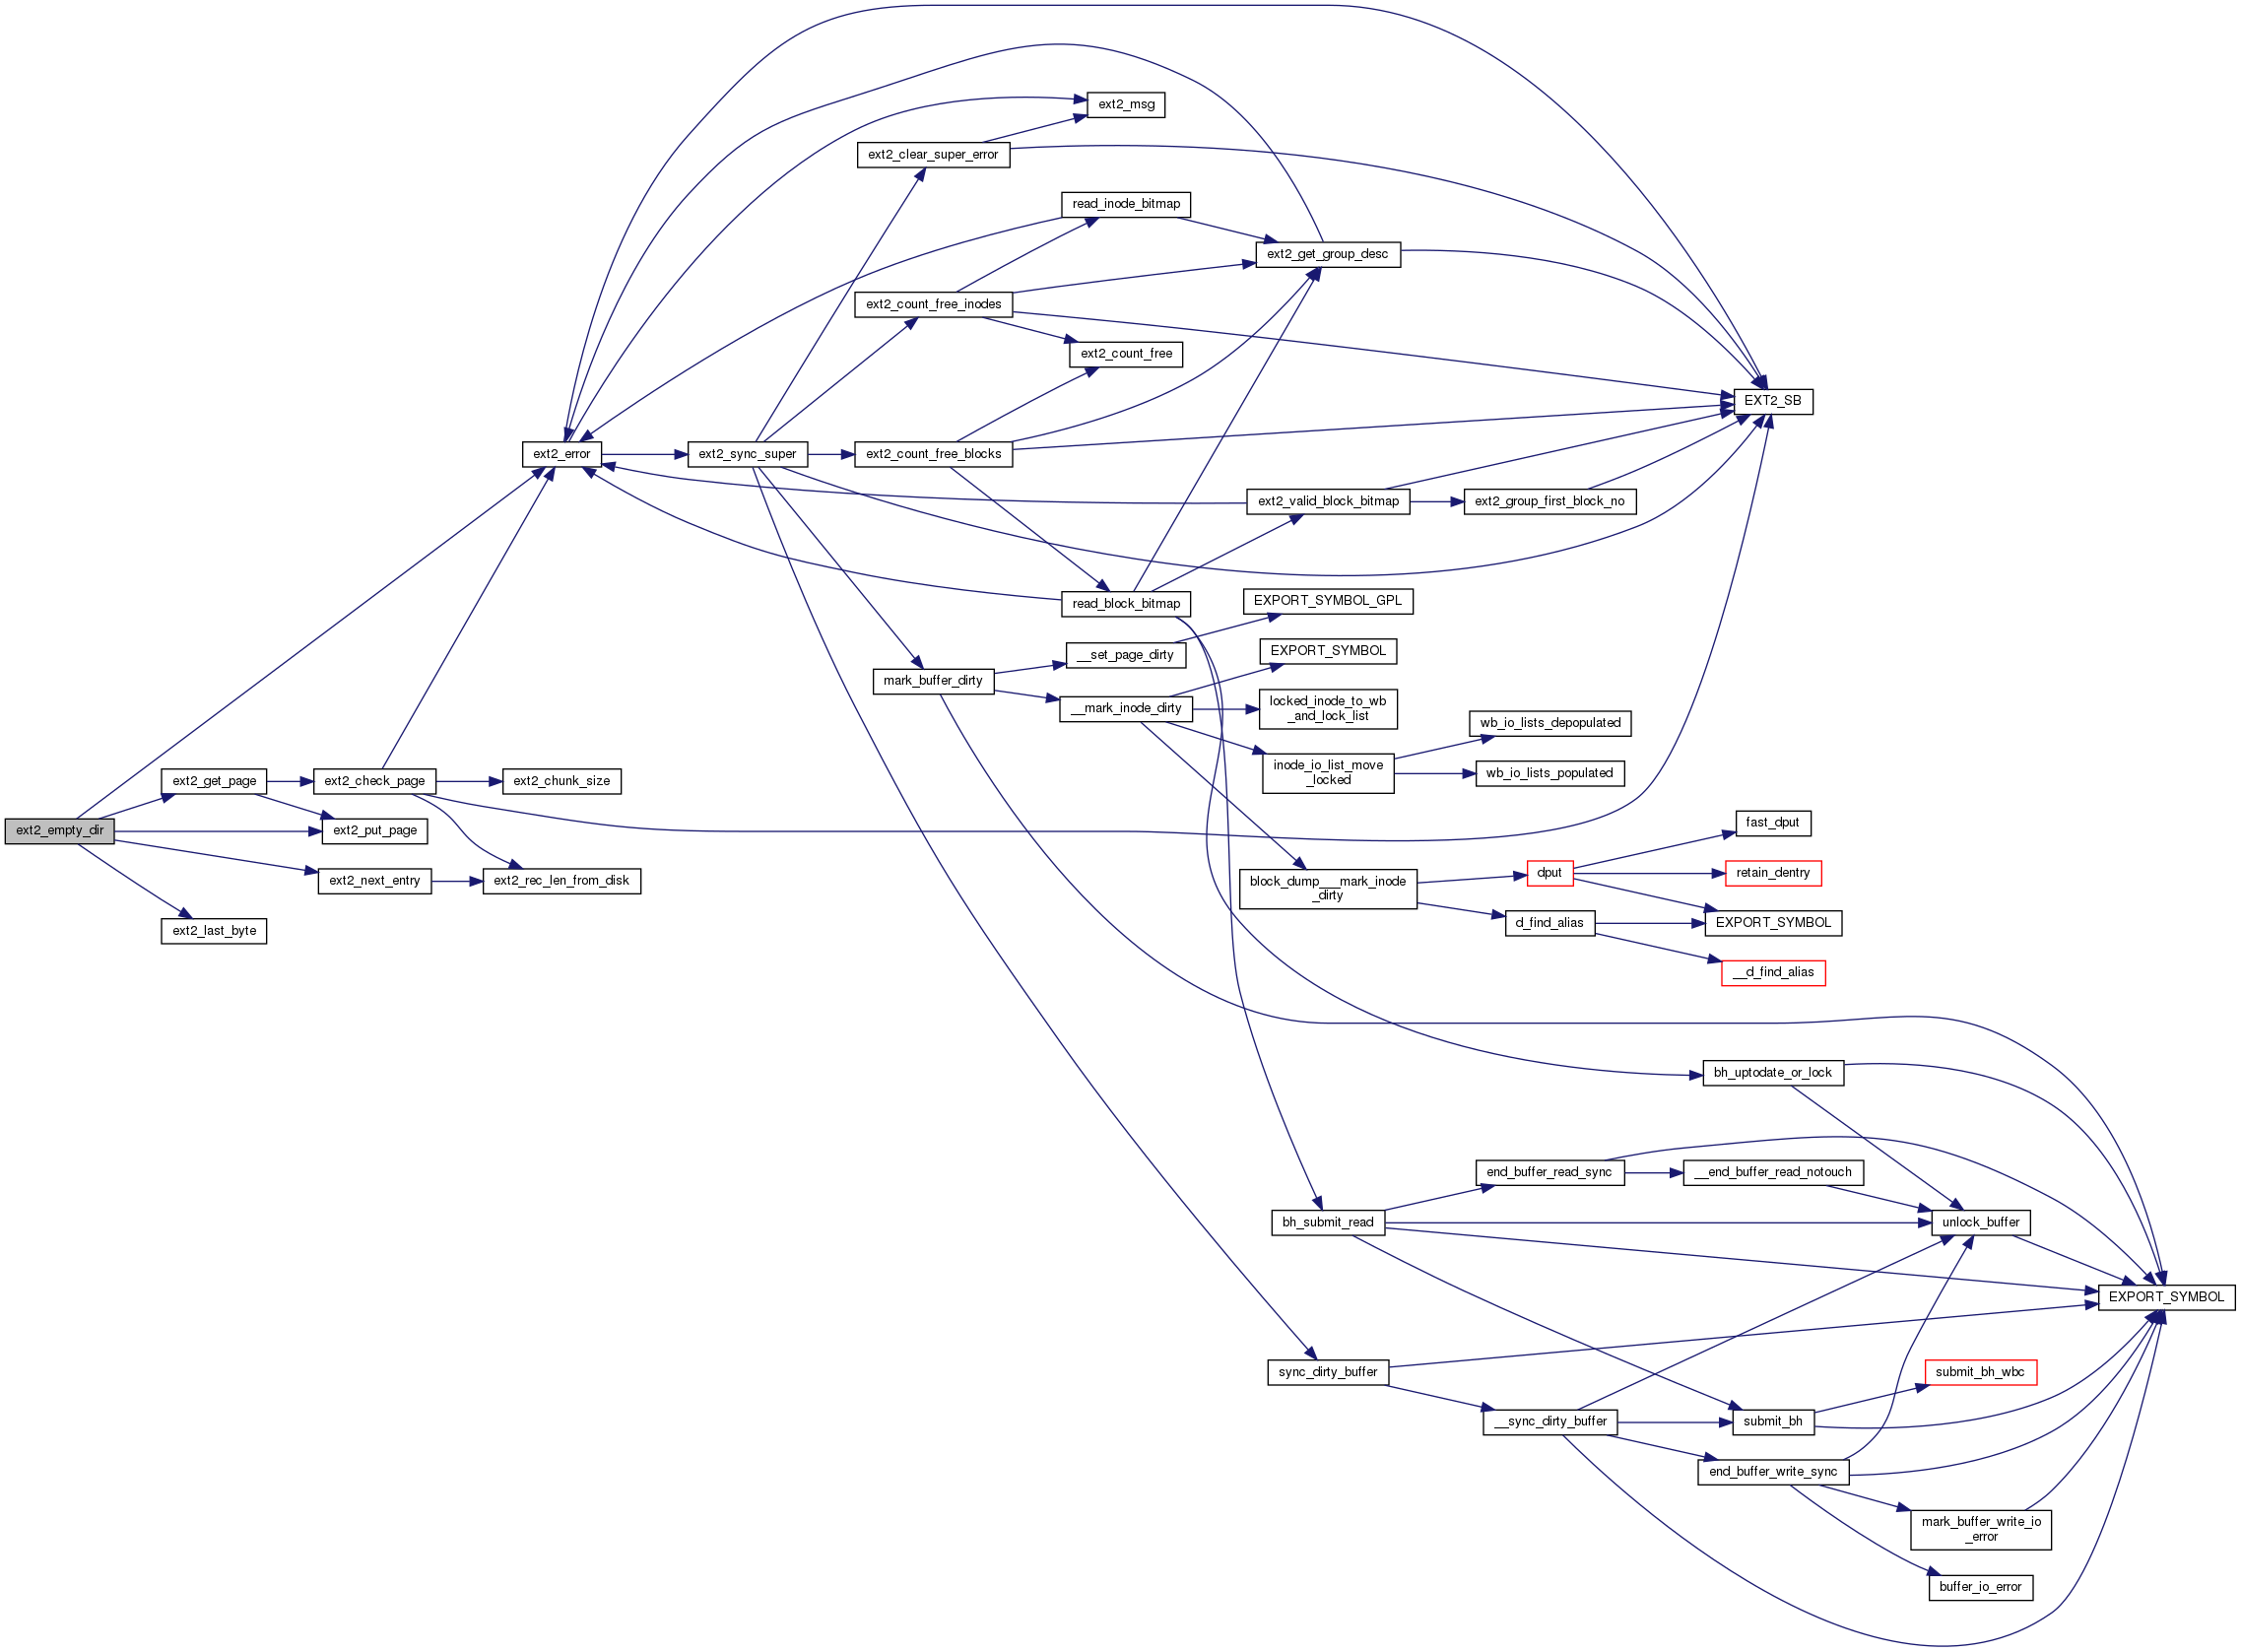 ext2_msg
ext2_clear_super_error
read_inode_bitmap
ext2_get_group_desc
ext2_count_free_inodes
ext2_count_free
EXT2_SB
ext2_error
ext2_sync_super
ext2_count_free_blocks
ext2_valid_block_bitmap
ext2_group_first_block_no
read_block_bitmap
EXPORT_SYMBOL_GPL
__set_page_dirty
EXPORT_SYMBOL
mark_buffer_dirty
__mark_inode_dirty
locked_inode_to_wb
_and_lock_list
wb_io_lists_depopulated
inode_io_list_move
_locked
wb_io_lists_populated
ext2_get_page
ext2_check_page
ext2_chunk_size
ext2_empty_dir
ext2_put_page
fast_dput
ext2_next_entry
ext2_rec_len_from_disk
block_dump___mark_inode
_dirty
dput
retain_dentry
ext2_last_byte
d_find_alias
EXPORT_SYMBOL
__d_find_alias
bh_uptodate_or_lock
end_buffer_read_sync
__end_buffer_read_notouch
bh_submit_read
unlock_buffer
EXPORT_SYMBOL
sync_dirty_buffer
submit_bh_wbc
__sync_dirty_buffer
submit_bh
end_buffer_write_sync
mark_buffer_write_io
_error
buffer_io_error